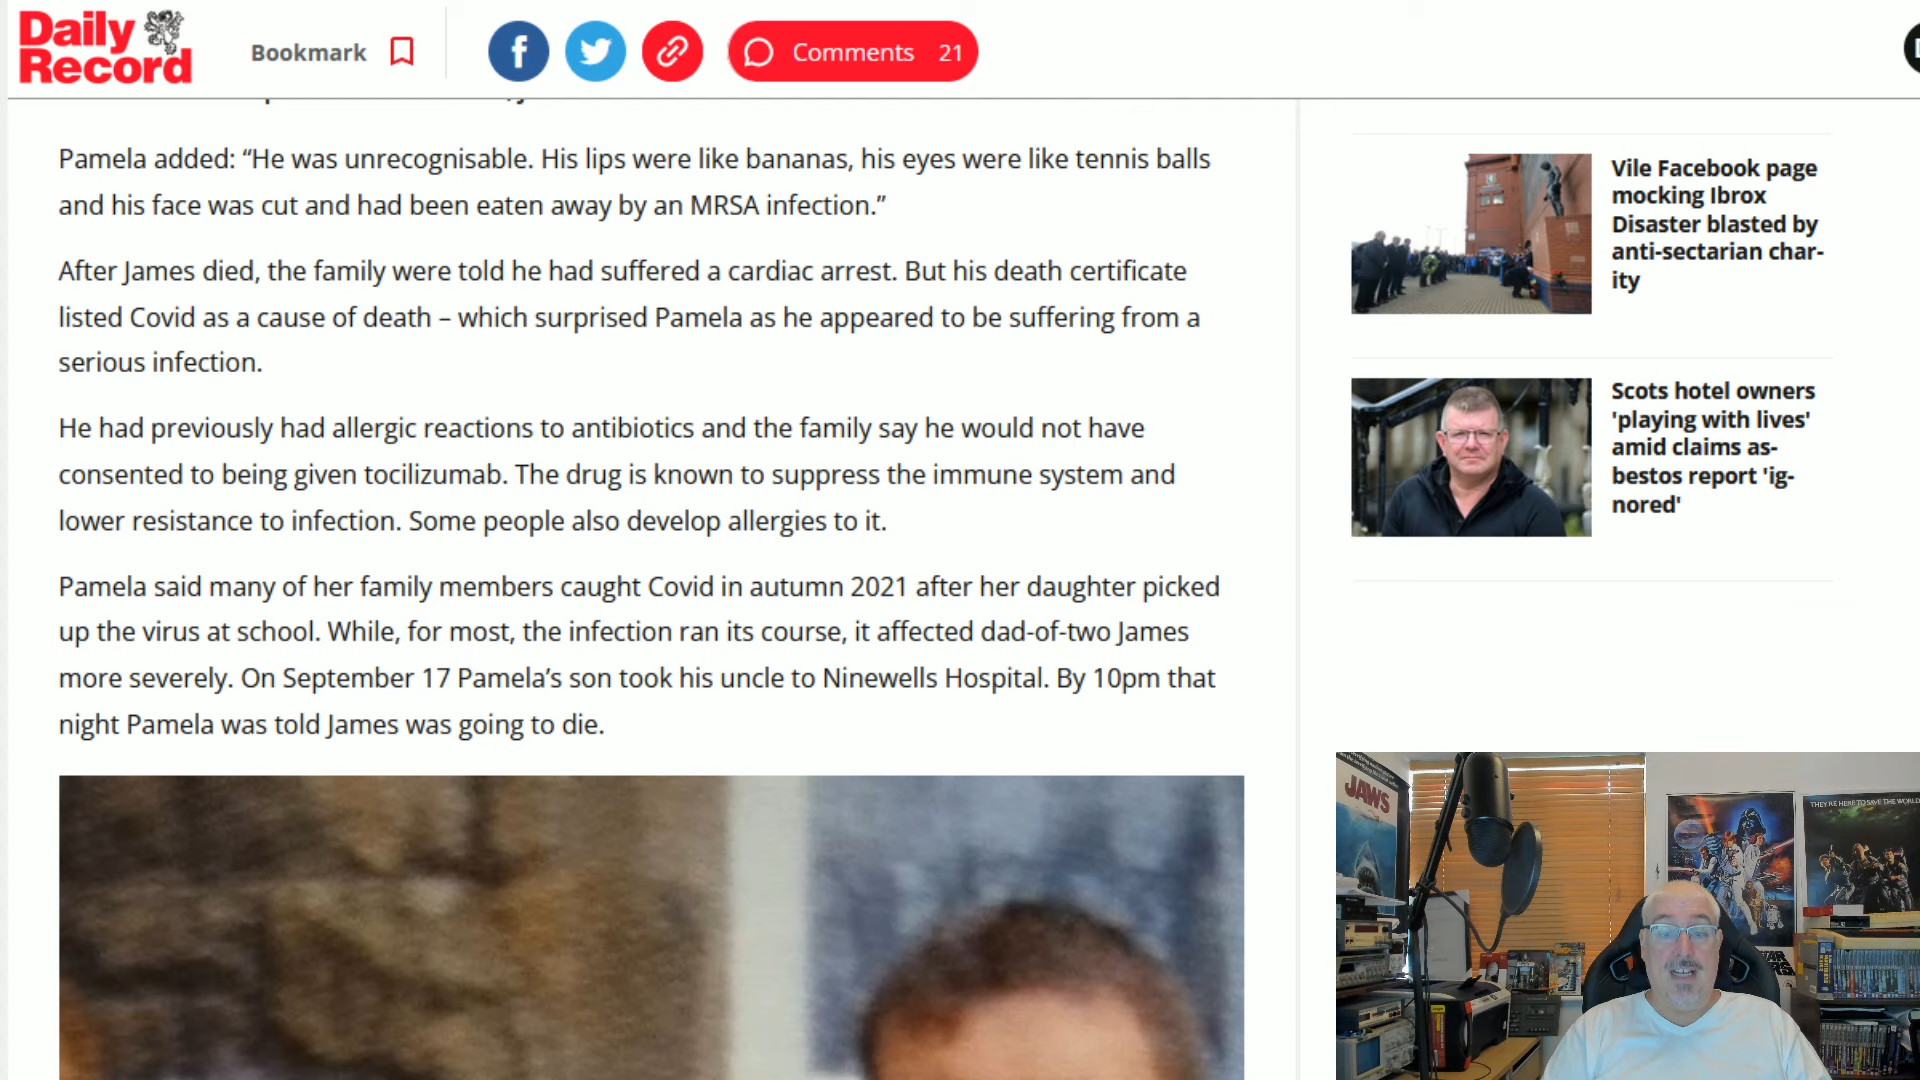 Daily
Record
Bookmark
f
Comments 21
Pamela added: “He was unrecognisable. His lips were like bananas, his eyes were like tennis balls
and his face was cut and had been eaten away by an MRSA infection.”
After James died, the family were told he had suffered a cardiac arrest. But his death certificate
listed Covid as a cause of death – which surprised Pamela as he appeared to be suffering from a
serious infection.
He had previously had allergic reactions to antibiotics and the family say he would not have
consented to being given tocilizumab. The drug is known to suppress the immune system and
lower resistance to infection. Some people also develop allergies to it.
Pamela said many of her family members caught Covid in autumn 2021 after her daughter picked
up the virus at school. While, for most, the infection ran its course, it affected dad-of-two James
more severely. On September 17 Pamela’s son took his uncle to Ninewells Hospital. By 10pm that
night Pamela was told James was going to die.
Vile Facebook page
mocking Ibrox
Disaster blasted by
anti-sectarian char-
ity
Scots hotel owners
'playing with lives'
amid claims as-
bestos report 'ig-
nored'
JAWS
THEY'RE HERE TO SAVE THE WORLD
STAR
WARS